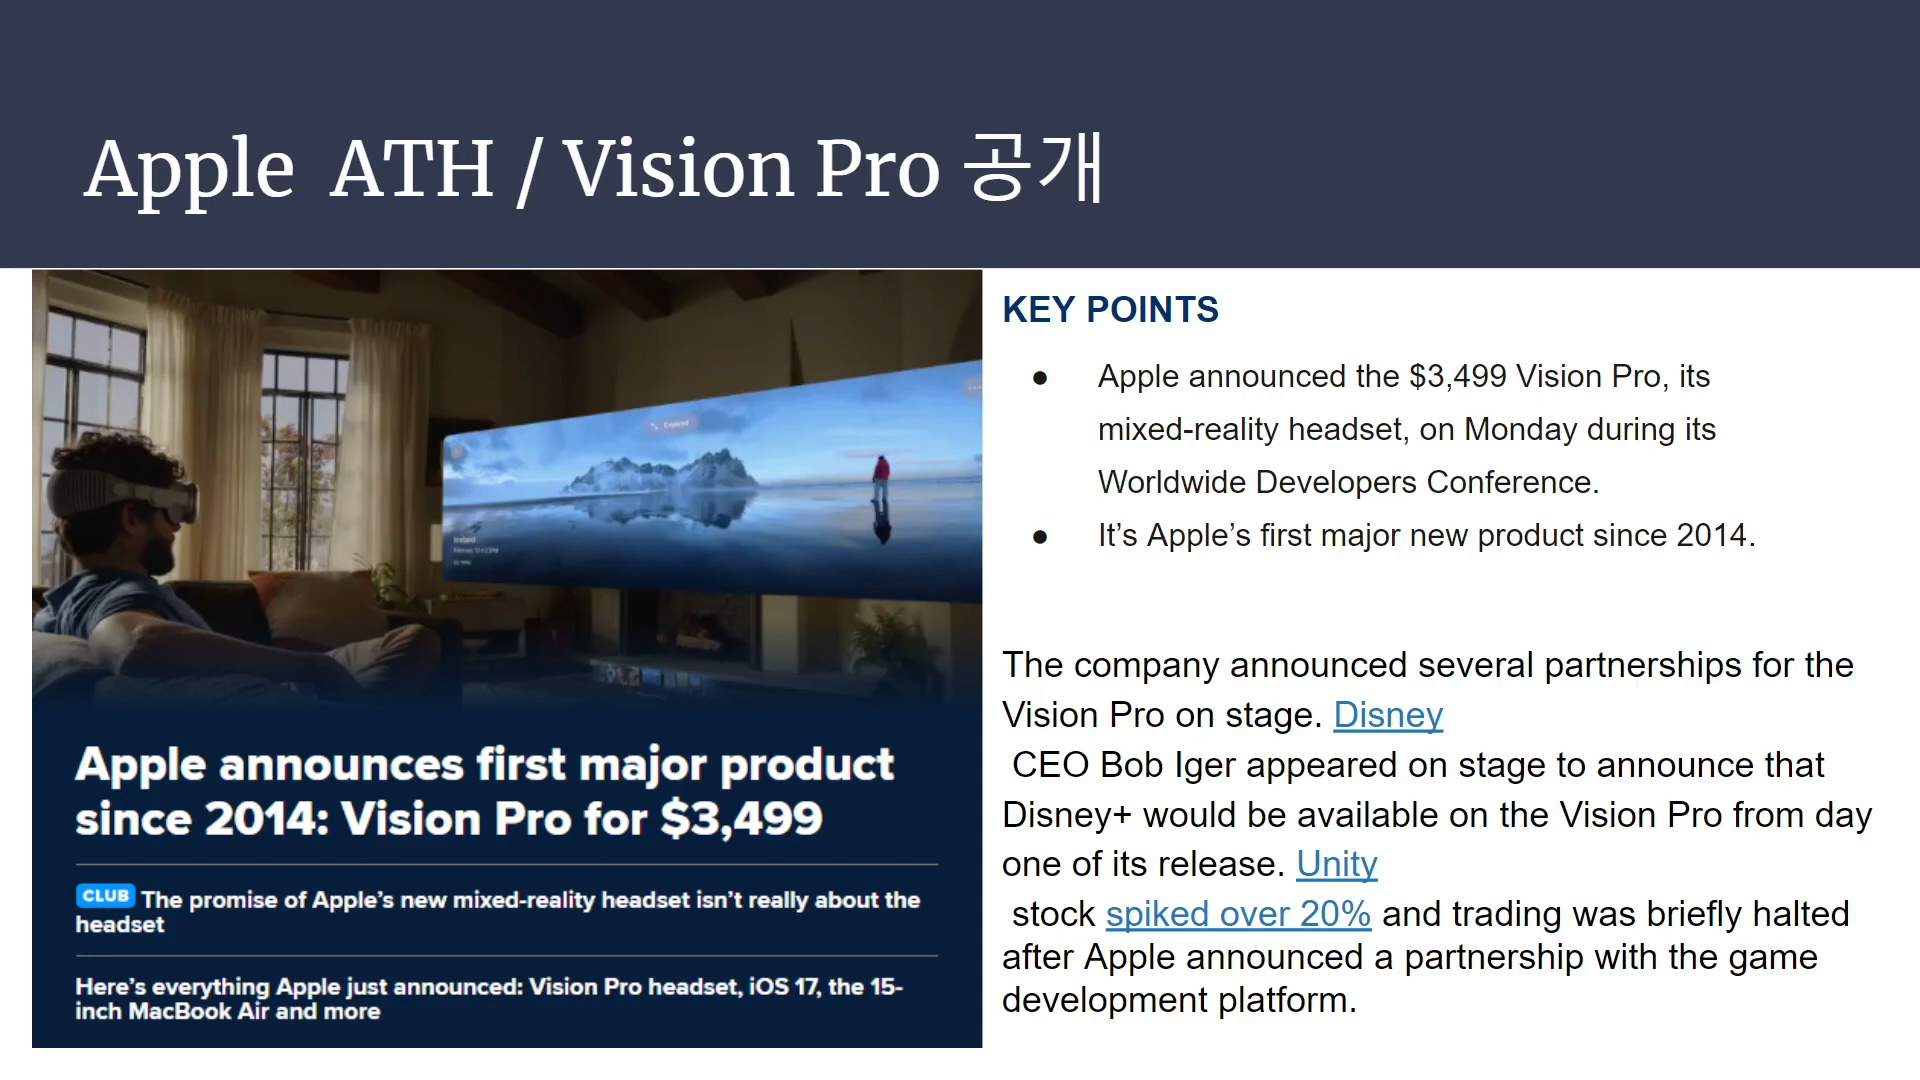 Apple  ATH / Vision Pro 공개
Expand
Iceland
Apple announces first major product
since 2014: Vision Pro for $3,499
CLUB The promise of Apple’s new mixed-reality headset isn’t really about the
headset
Here’s everything Apple just announced: Vision Pro headset, iOS 17, the 15-
inch MacBook Air and more
KEY POINTS
● Apple announced the $3,499 Vision Pro, its
mixed-reality headset, on Monday during its
Worldwide Developers Conference.
● It’s Apple’s first major new product since 2014.
The company announced several partnerships for the
Vision Pro on stage. Disney
CEO Bob Iger appeared on stage to announce that
Disney+ would be available on the Vision Pro from day
one of its release. Unity
stock spiked over 20% and trading was briefly halted
after Apple announced a partnership with the game
development platform.